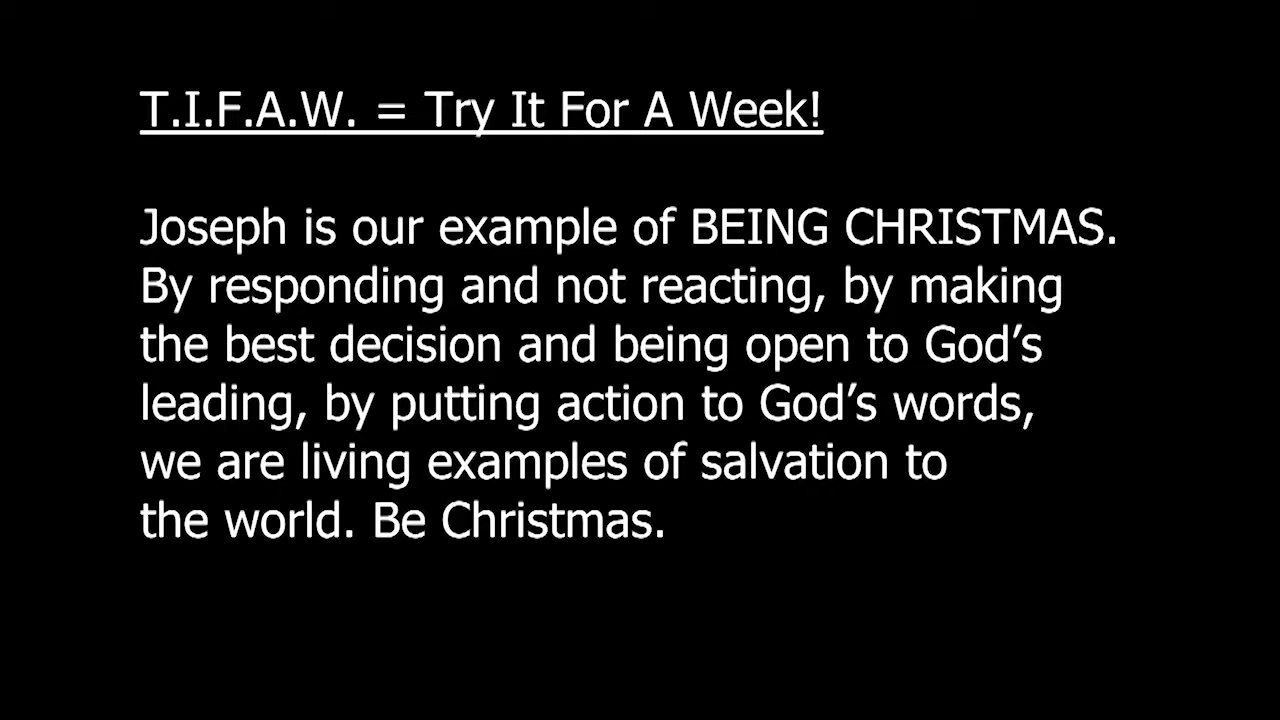 T.I.F.A.W. = Try It For A Week!
Joseph is our example of BEING CHRISTMAS.
By responding and not reacting, by making
the best decision and being open to God’s
leading, by putting action to God’s words,
we are living examples of salvation to
the world. Be Christmas.